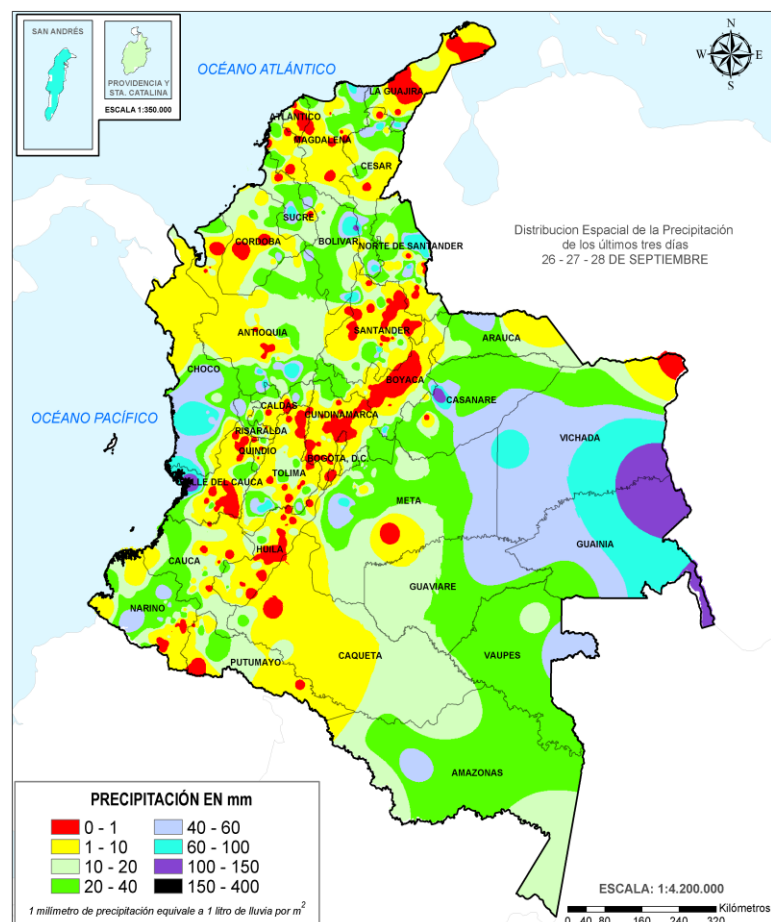 SAN ANDRÉS
PROVIDENCIA Y
STA. CATALINA
ESCALA 1:350.000
OCÉANO ATLÁNTICO
N
W
E
S
LA GUAJIRA
ATLANTICO
MAGDALENA
CESAR
SUCRE
CORDOBA
BOLIVAR
NORTE DE SANTANDER
Distribucion Espacial de la Precipitación
de los últimos tres días
26 - 27 - 28 DE SEPTIEMBRE
ANTIOQUIA
SANTANDER
ARAUCA
CHOCO
BOYACA
CASANARE
OCÉANO PACÍFICO
CALDAS
CUNDINAMARCA
RISARALDA
VICHADA
QUINDIO
BOGOTA, D.C.
TOLIMA
VALLE DEL CAUCA
META
GUAINIA
HUILA
CAUCA
GUAVIARE
NARINO
CAQUETA
VAUPES
PUTUMAYO
AMAZONAS
PRECIPITACIÓN EN mm
0 - 1
40 - 60
1 - 10
60 - 100
10 - 20
100 - 150
20 - 40
150 - 400
1 milímetro de precipitación equivale a 1 litro de lluvia por m2
ESCALA: 1:4.200.000
Kilómetros
0 40 80 160 240 320